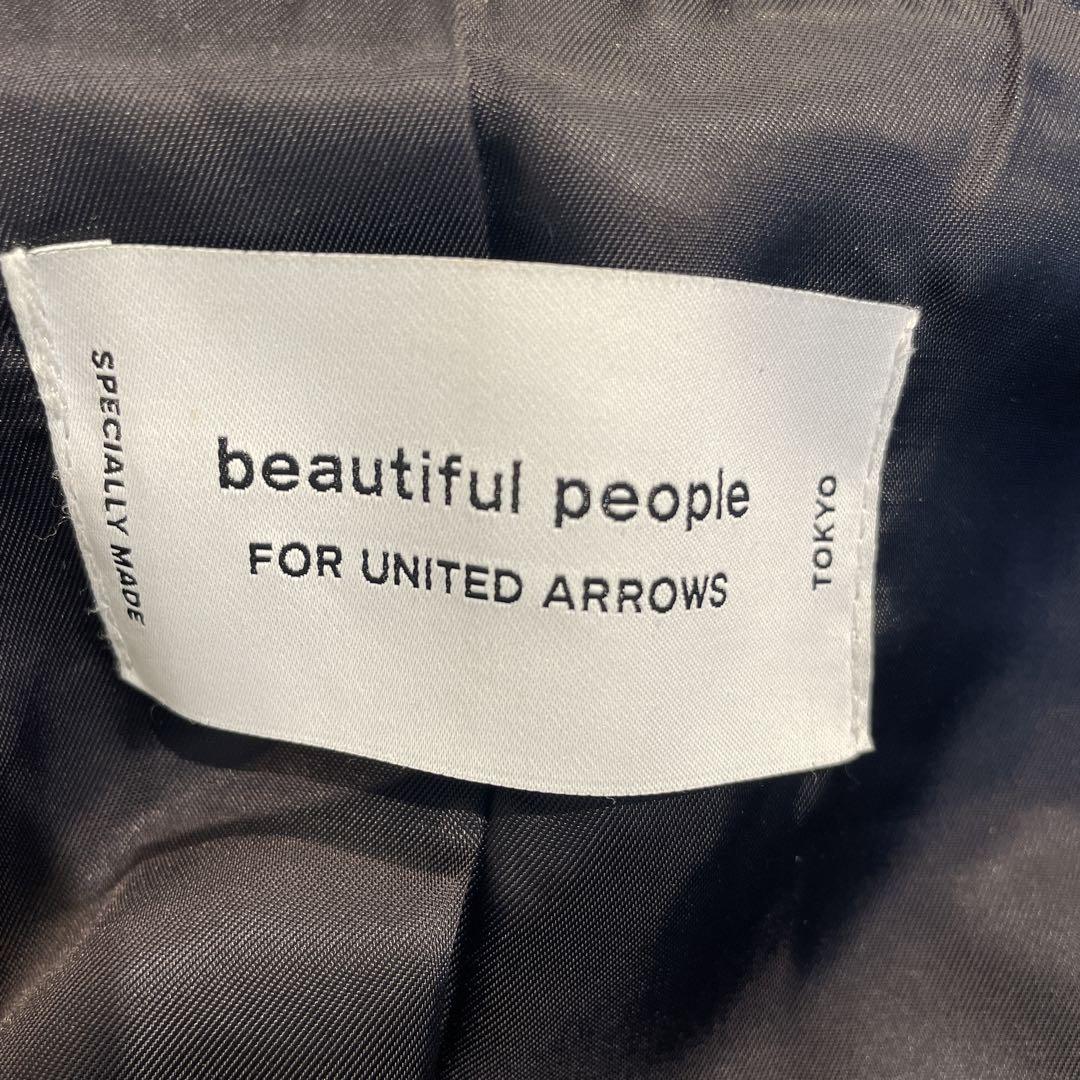 SPECIALLY MADE
beautiful people
FOR UNITED ARROWS
TOKYO